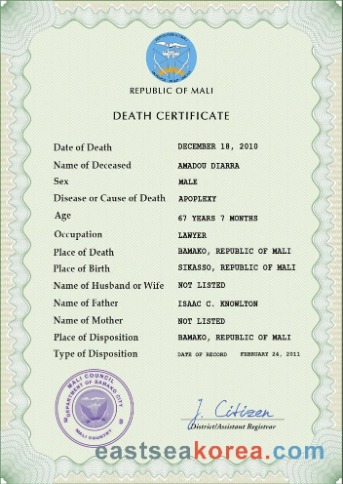 REPUBLIC OF MALI
DEATH CERTIFICATE
Date of Death DECEMBER 18, 2010
Name of Deceased AMADOU DIARRA
Sex MALE
Disease or Cause of Death APOPLEXY
Age 67 YEARS 7 MONTHS
Occupation LAWYER
Place of Death BAMAKO, REPUBLIC OF MALI
Place of Birth SIKASSO, REPUBLIC OF MALI
Name of Husband or Wife NOT LISTED
Name of Father ISAAC C. KNOWLTON
Name of Mother NOT LISTED
Place of Disposition BAMAKO, REPUBLIC OF MALI
Type of Disposition DATE OF RECORD FEBRUARY 24, 2011
MALI COUNCIL
DEPARTMENT OF BAMAKO CITY
MALI COUNTRY
J. Citizen
District/Assistant Registrar
eastseakorea.com